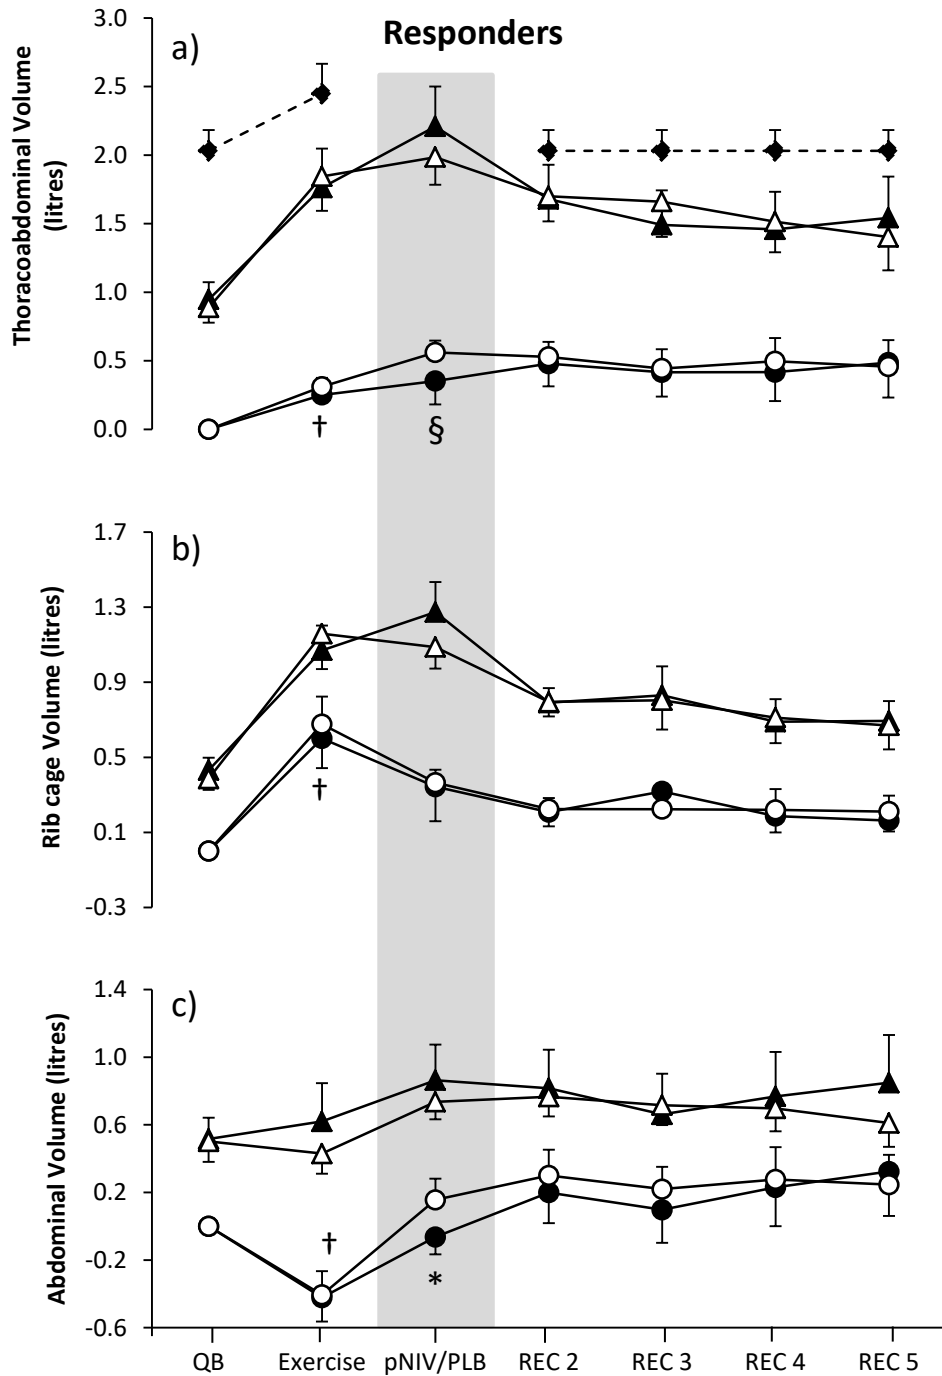 Responders
a)
Thoracoabdominal Volume
(litres)
3.0
2.5
2.0
1.5
1.0
0.5
0.0
†
§
b)
Rib cage Volume (litres)
1.7
1.3
0.9
0.5
0.1
-0.3
†
c)
Abdominal Volume (litres)
1.4
1.0
0.6
0.2
-0.2
-0.6
†
*
QB Exercise pNIV/PLB REC 2 REC 3 REC 4 REC 5